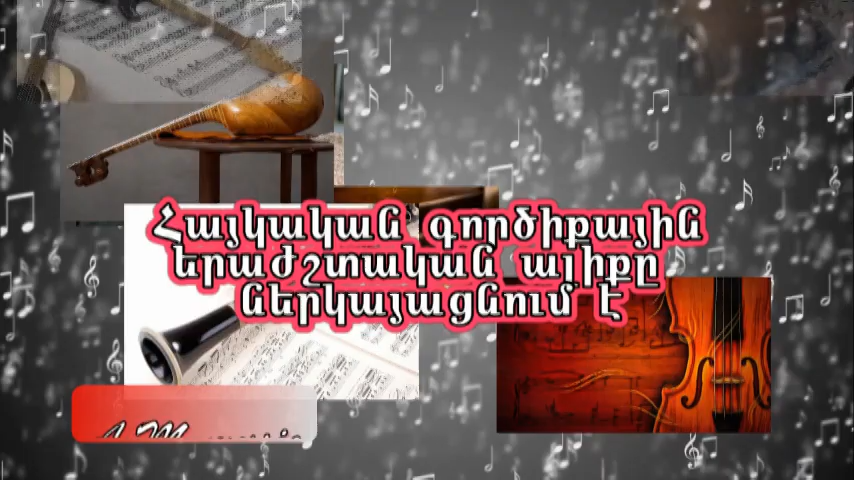 Հայկական գործիքային
երաժշտական ալիքը
ներկայացնում է